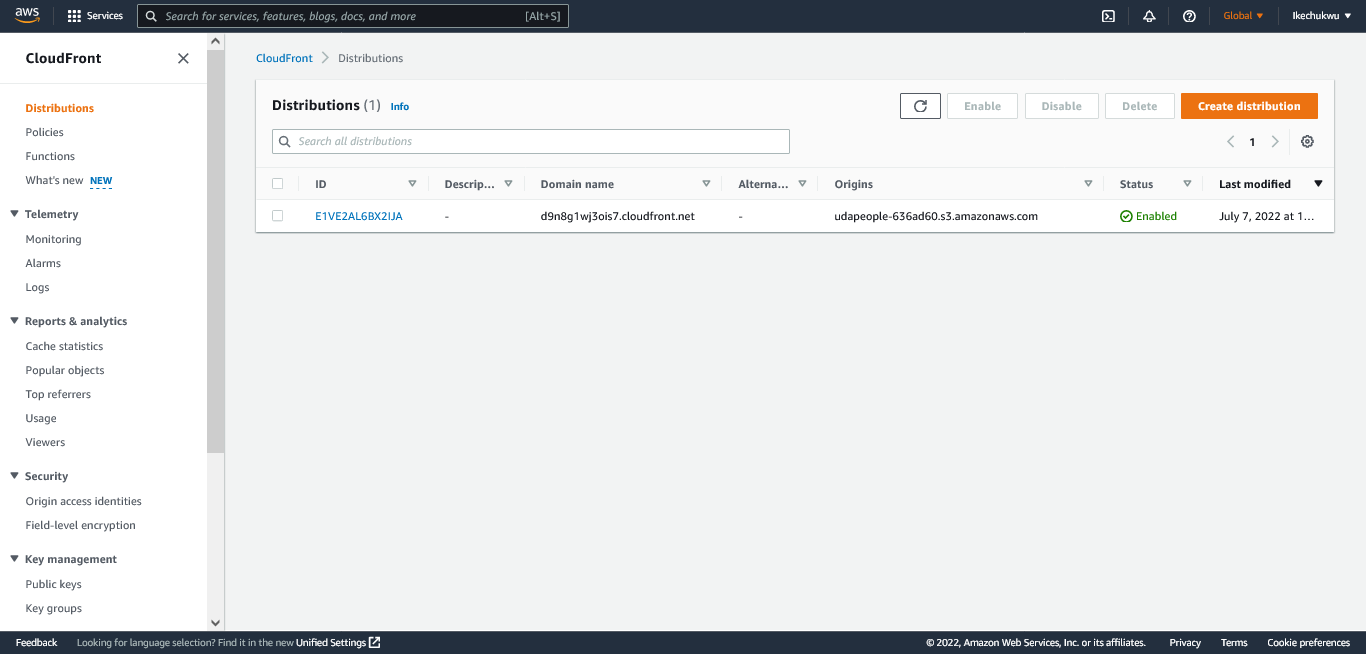 aws
Services
Search for services, features, blogs, docs, and more
[Alt+S]
Global
Ikechukwu
CloudFront
Distributions
Policies
Functions
What's new NEW
Telemetry
Monitoring
Alarms
Logs
Reports & analytics
Cache statistics
Popular objects
Top referrers
Usage
Viewers
Security
Origin access identities
Field-level encryption
Key management
Public keys
Key groups
CloudFront
Distributions
Distributions (1) Info
Enable
Disable
Delete
Create distribution
Search all distributions
1
ID
Descrip...
Domain name
Alterna...
Origins
Status
Last modified
E1VE2AL6BX2IJA
-
d9n8g1wj3ois7.cloudfront.net
-
udapeople-636ad60.s3.amazonaws.com
Enabled
July 7, 2022 at 1...
Feedback
Looking for language selection? Find it in the new Unified Settings
© 2022, Amazon Web Services, Inc. or its affiliates.
Privacy
Terms
Cookie preferences